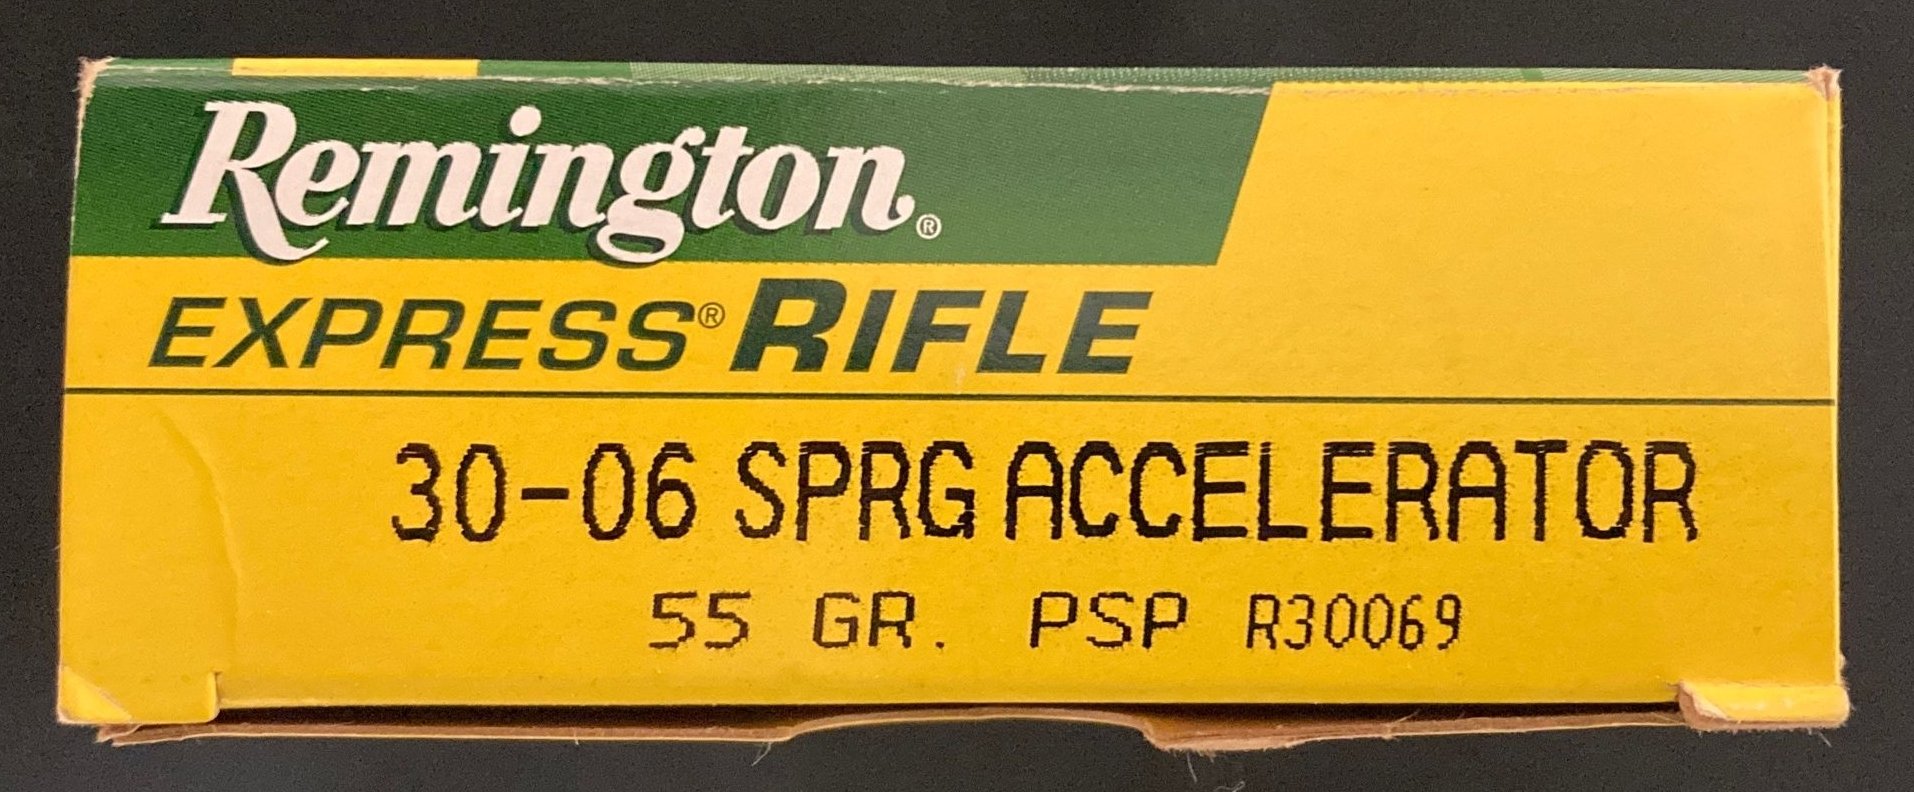 Remington®
EXPRESS® RIFLE
30-06 SPRG ACCELERATOR
55 GR. PSP R30069